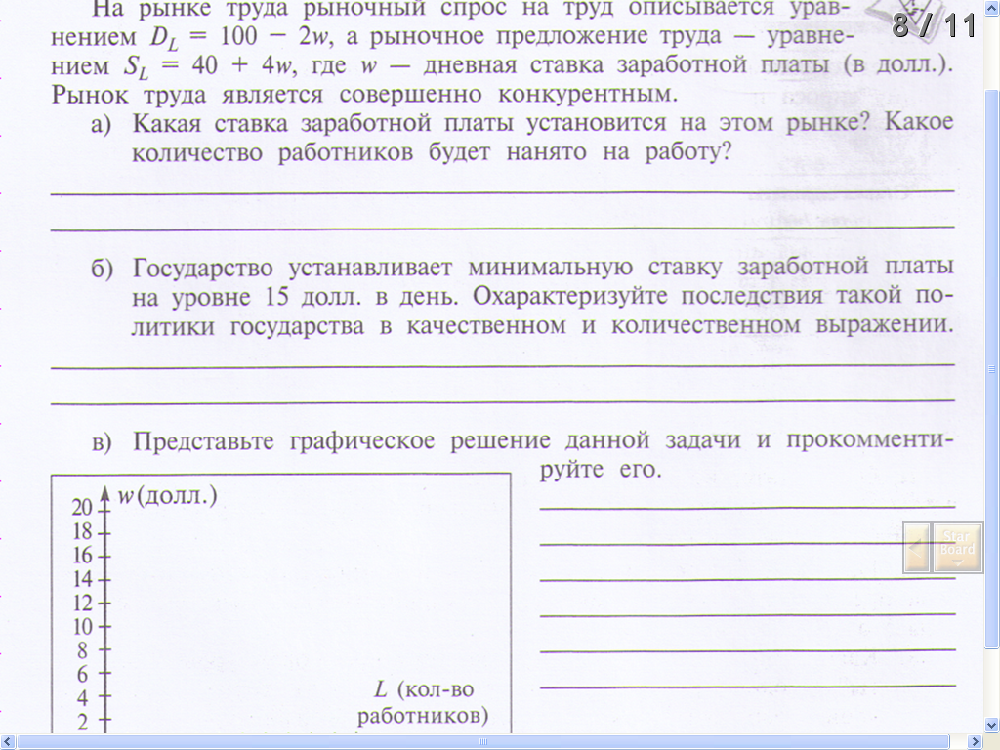 На рынке труда рыночный спрос на труд описывается урав-
нением D_L = 100 − 2w, а рыночное предложение труда — уравне-
нием S_L = 40 + 4w, где w — дневная ставка заработной платы (в долл.).
Рынок труда является совершенно конкурентным.
а) Какая ставка заработной платы установится на этом рынке? Какое
количество работников будет нанято на работу?
б) Государство устанавливает минимальную ставку заработной платы
на уровне 15 долл. в день. Охарактеризуйте последствия такой по-
литики государства в качественном и количественном выражении.
в) Представьте графическое решение данной задачи и прокомменти-
руйте его.
w (долл.)
20
18
16
14
12
10
8
6
4
2
L (кол-во
работников)
8 / 11
Star
Board